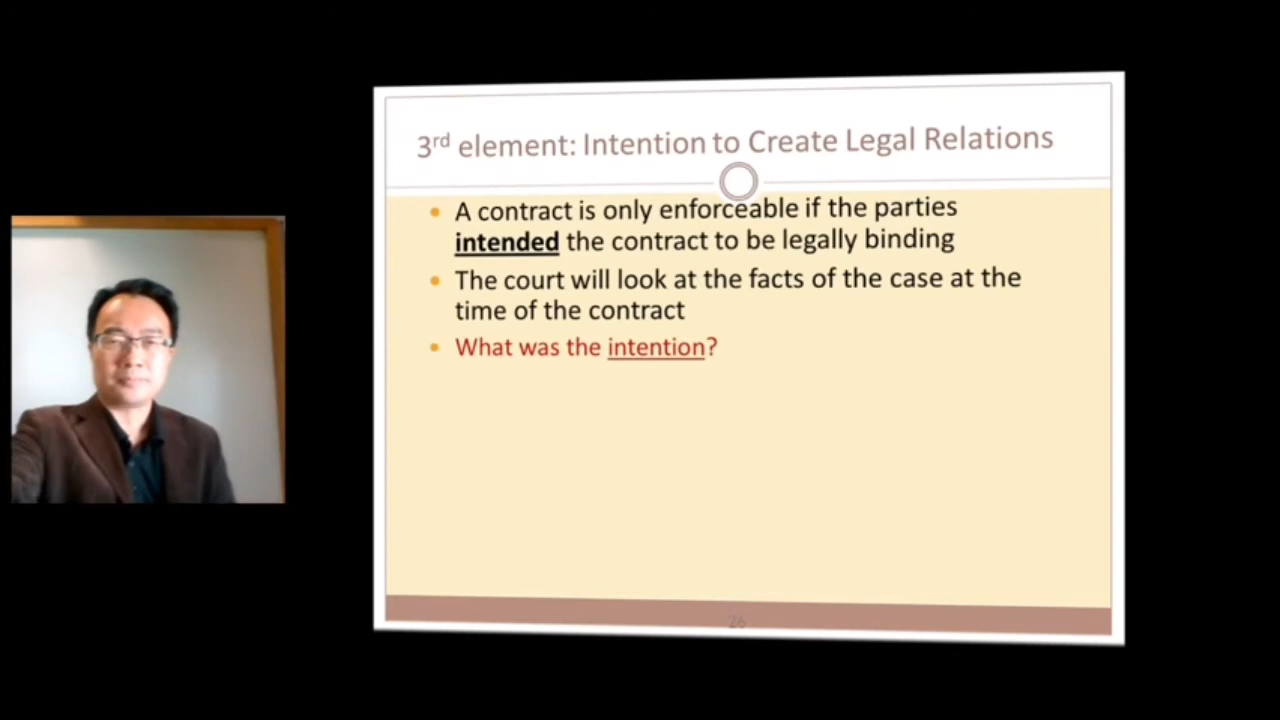 3rd element: Intention to Create Legal Relations
• A contract is only enforceable if the parties
intended the contract to be legally binding
• The court will look at the facts of the case at the
time of the contract
• What was the intention?
26